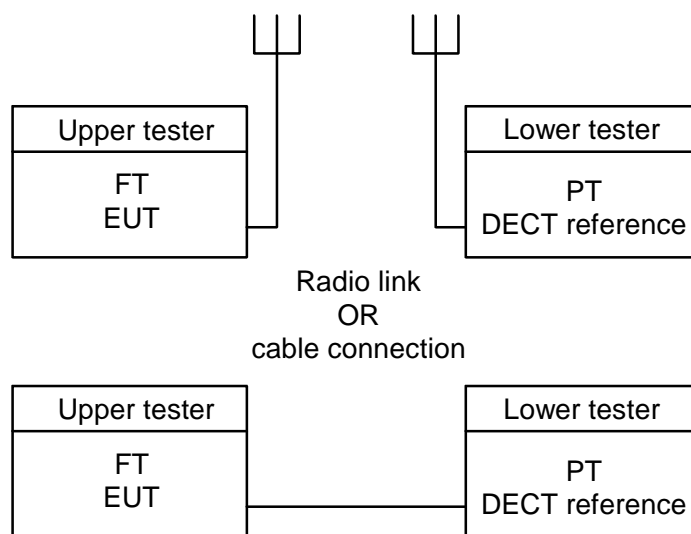 Upper tester
FT
EUT
Lower tester
PT
DECT reference
Radio link
OR
cable connection
Upper tester
FT
EUT
Lower tester
PT
DECT reference